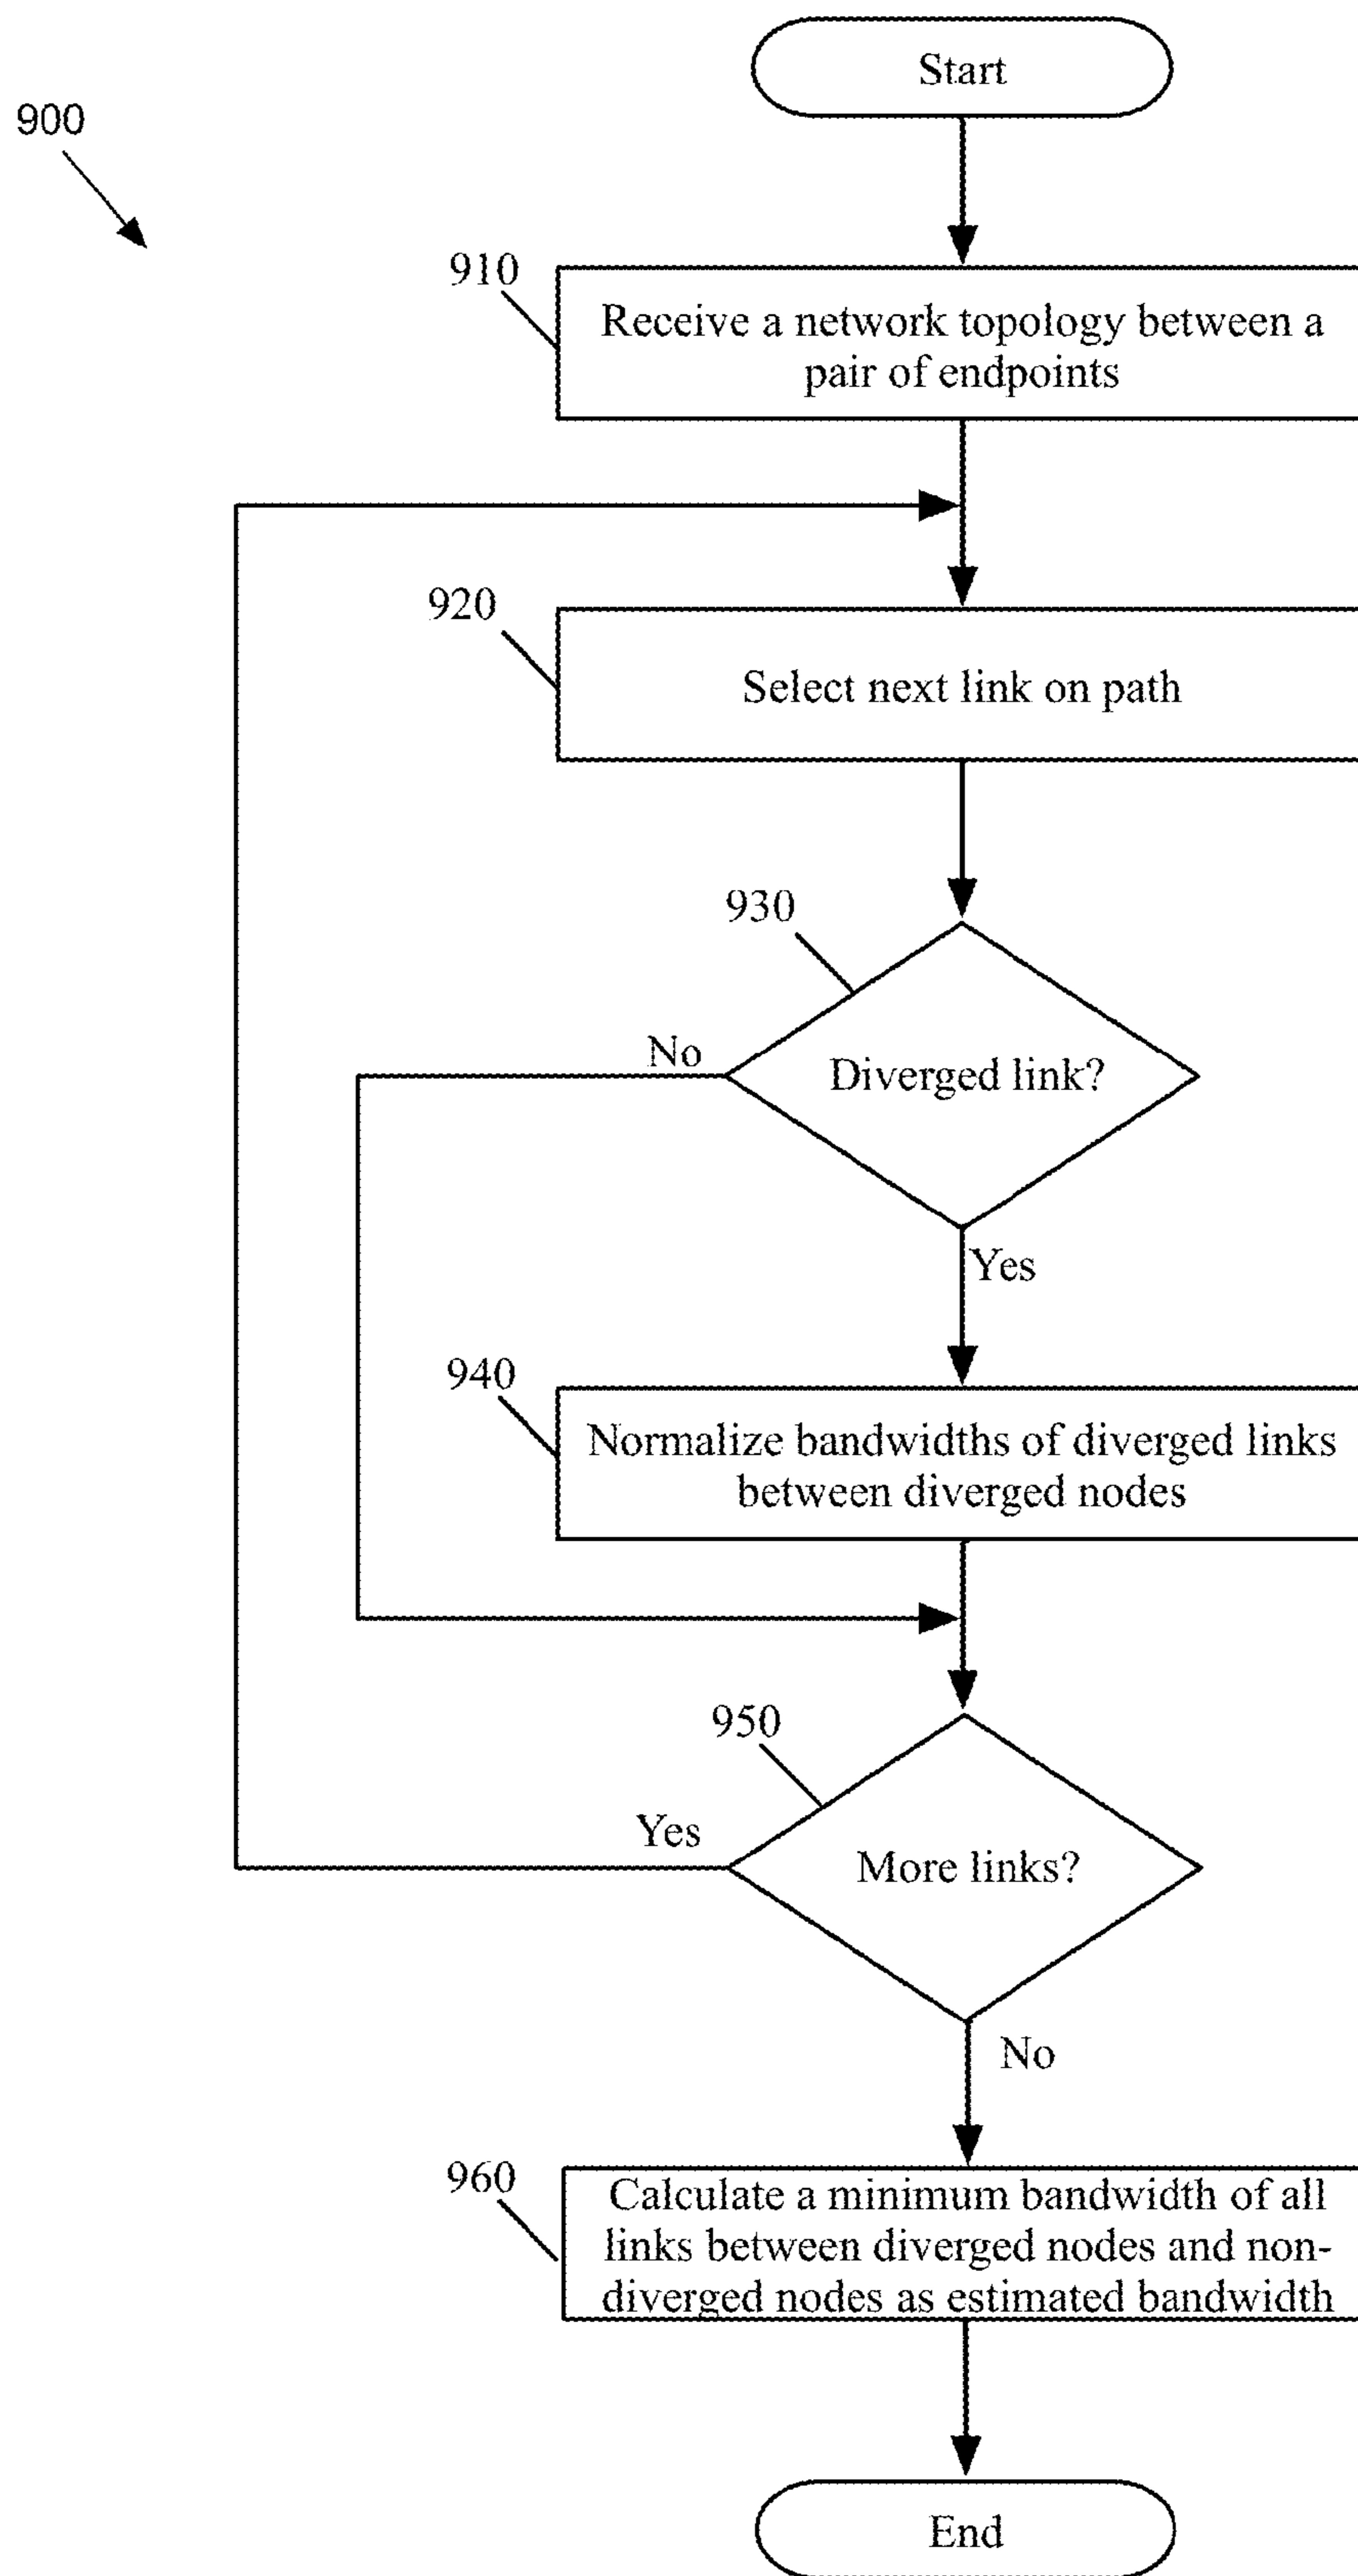 Start
900
910
Receive a network topology between a
pair of endpoints
920
Select next link on path
930
No
Diverged link?
Yes
940
Normalize bandwidths of diverged links
between diverged nodes
950
Yes
More links?
No
960
Calculate a minimum bandwidth of all
links between diverged nodes and non-
diverged nodes as estimated bandwidth
End